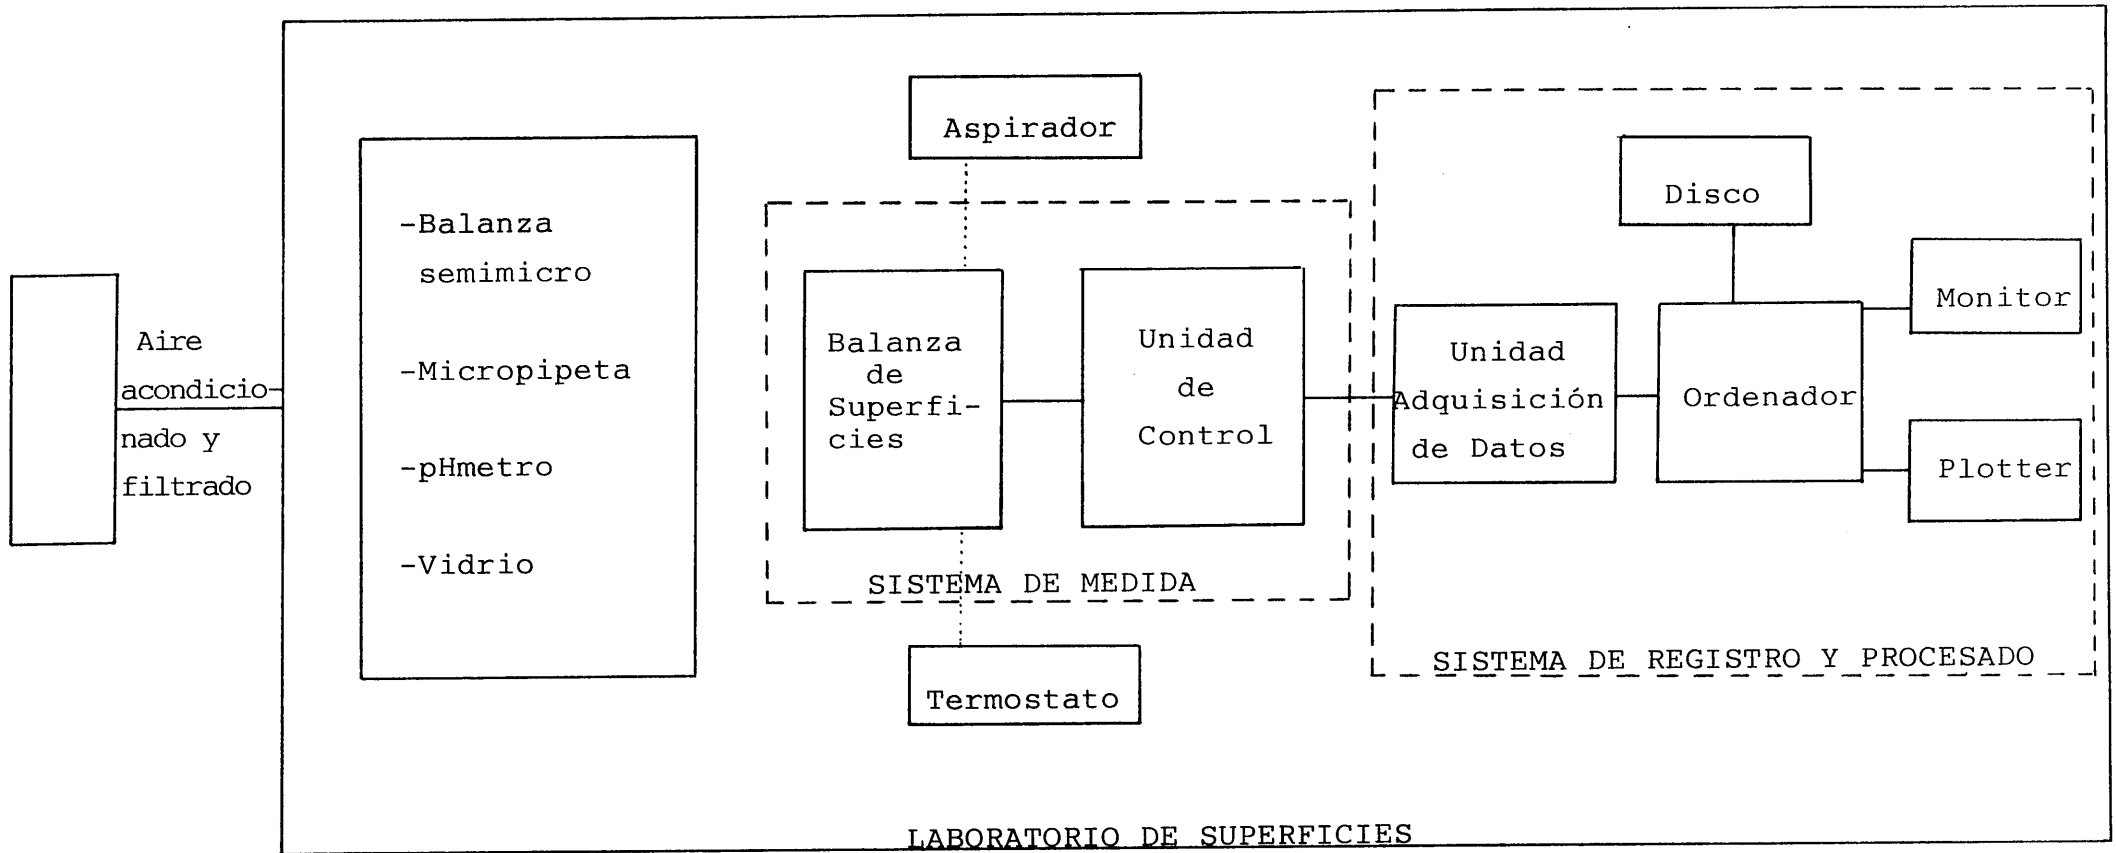 Aire
acondicio-
nado y
filtrado
-Balanza
semimicro
-Micropipeta
-pHmetro
-Vidrio
Aspirador
Balanza
de
Superfi-
cies
Unidad
de
Control
SISTEMA DE MEDIDA
Termostato
Disco
Unidad
Adquisición
de Datos
Ordenador
Monitor
Plotter
SISTEMA DE REGISTRO Y PROCESADO
LABORATORIO DE SUPERFICIES